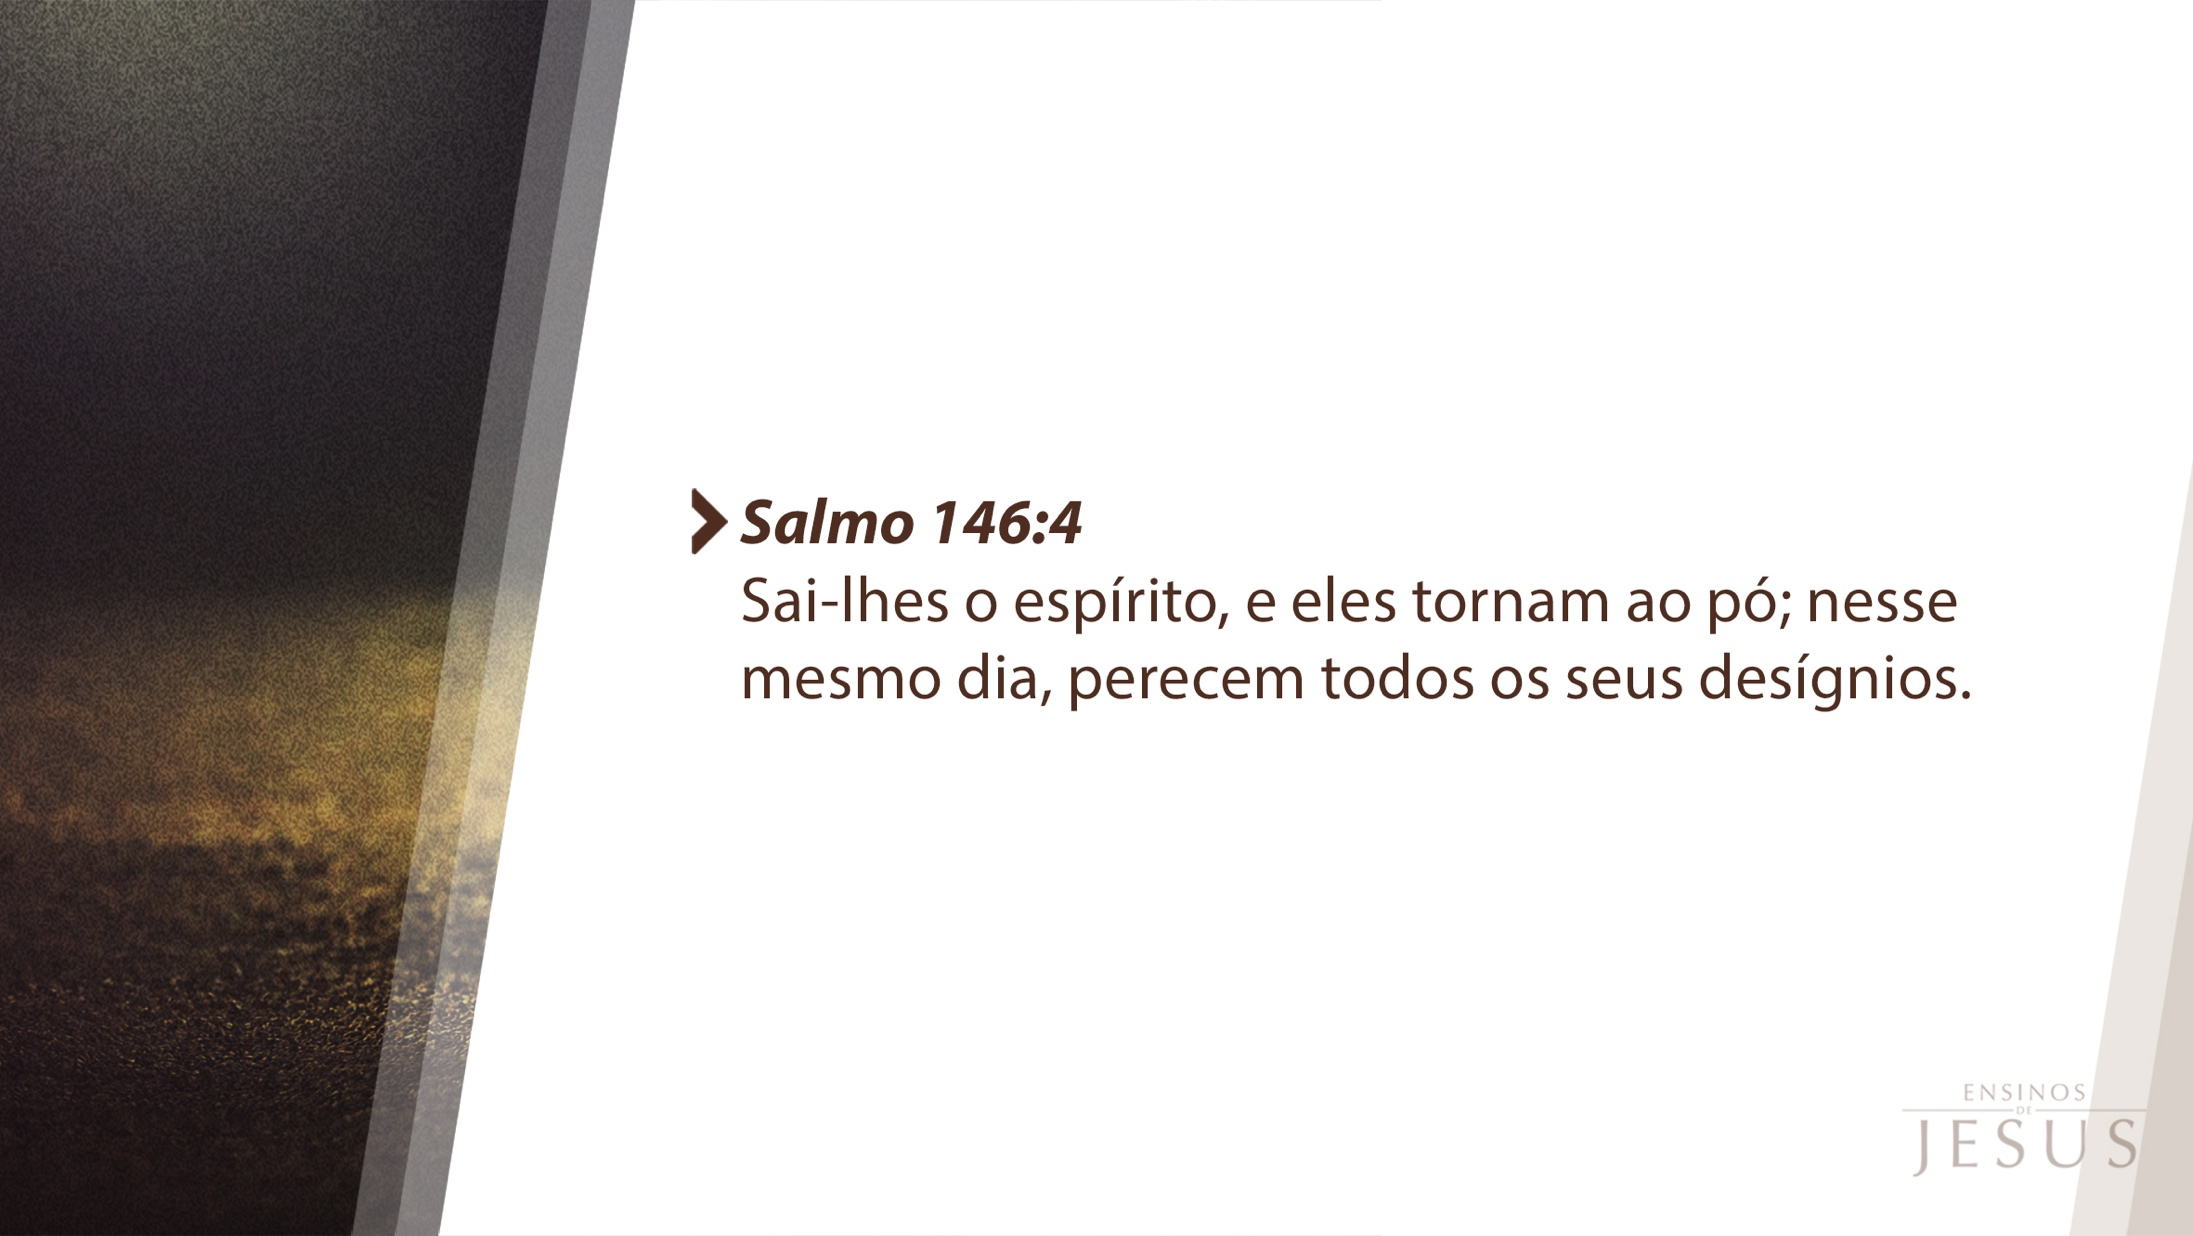 Salmo 146:4
Sai-lhes o espírito, e eles tornam ao pó; nesse
mesmo dia, perecem todos os seus desígnios.
ENSINOS
DE
JESUS